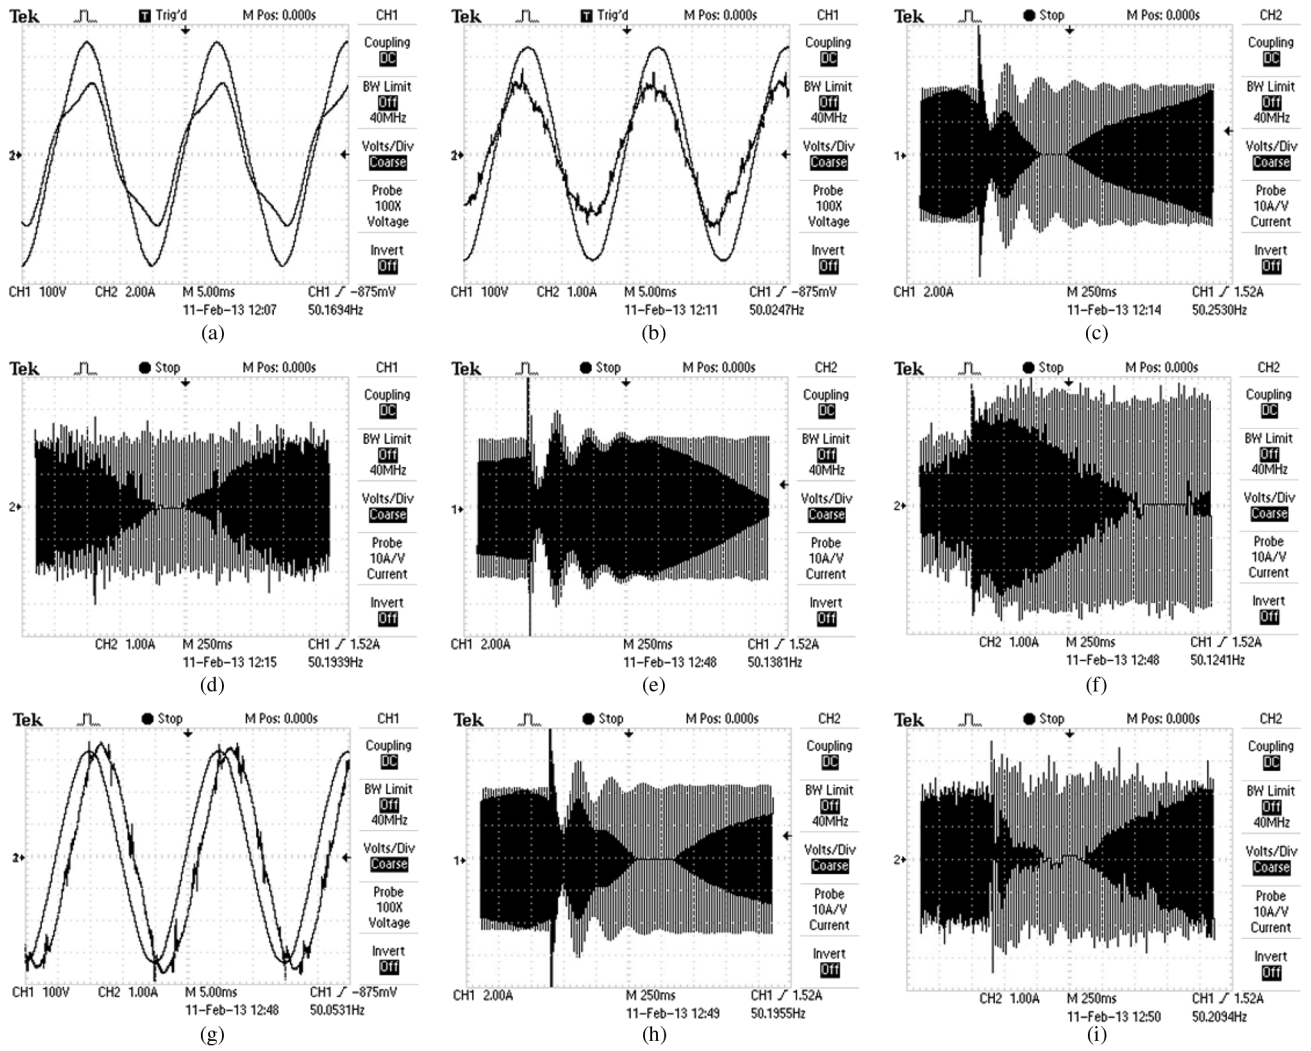 Tek Trig'd M Pos: 0.000s CH1
Coupling
DC
BW Limit
Off
40MHz
2 Volts/Div
Coarse
Probe
100X
Voltage
Invert
Off
CH1 100V CH2 2.00A M 5.00ms CH1 −875mV
11-Feb-13 12:07 50.1694Hz
(a)
Tek Trig'd M Pos: 0.000s CH1
Coupling
DC
BW Limit
Off
40MHz
2 Volts/Div
Coarse
Probe
100X
Voltage
Invert
Off
CH1 100V CH2 1.00A M 5.00ms CH1 −875mV
11-Feb-13 12:11 50.0247Hz
(b)
Tek Stop M Pos: 0.000s CH2
Coupling
DC
BW Limit
Off
40MHz
1 Volts/Div
Coarse
Probe
10A/V
Current
Invert
Off
CH1 2.00A M 250ms CH1 1.52A
11-Feb-13 12:14 50.2530Hz
(c)
Tek Stop M Pos: 0.000s CH1
Coupling
DC
BW Limit
Off
40MHz
2 Volts/Div
Coarse
Probe
10A/V
Current
Invert
Off
CH2 1.00A M 250ms CH1 1.52A
11-Feb-13 12:15 50.1939Hz
(d)
Tek Stop M Pos: 0.000s CH2
Coupling
DC
BW Limit
Off
40MHz
1 Volts/Div
Coarse
Probe
10A/V
Current
Invert
Off
CH1 2.00A M 250ms CH1 1.52A
11-Feb-13 12:48 50.1381Hz
(e)
Tek Stop M Pos: 0.000s CH2
Coupling
DC
BW Limit
Off
40MHz
2 Volts/Div
Coarse
Probe
10A/V
Current
Invert
Off
CH2 1.00A M 250ms CH1 1.52A
11-Feb-13 12:48 50.1241Hz
(f)
Tek Stop M Pos: 0.000s CH1
Coupling
DC
BW Limit
Off
40MHz
2 Volts/Div
Coarse
Probe
100X
Voltage
Invert
Off
CH1 100V CH2 1.00A M 5.00ms CH1 −875mV
11-Feb-13 12:48 50.0531Hz
(g)
Tek Stop M Pos: 0.000s CH2
Coupling
DC
BW Limit
Off
40MHz
1 Volts/Div
Coarse
Probe
10A/V
Current
Invert
Off
CH1 2.00A M 250ms CH1 1.52A
11-Feb-13 12:49 50.1955Hz
(h)
Tek Stop M Pos: 0.000s CH2
Coupling
DC
BW Limit
Off
40MHz
2 Volts/Div
Coarse
Probe
10A/V
Current
Invert
Off
CH2 1.00A M 250ms CH1 1.52A
11-Feb-13 12:50 50.2094Hz
(i)